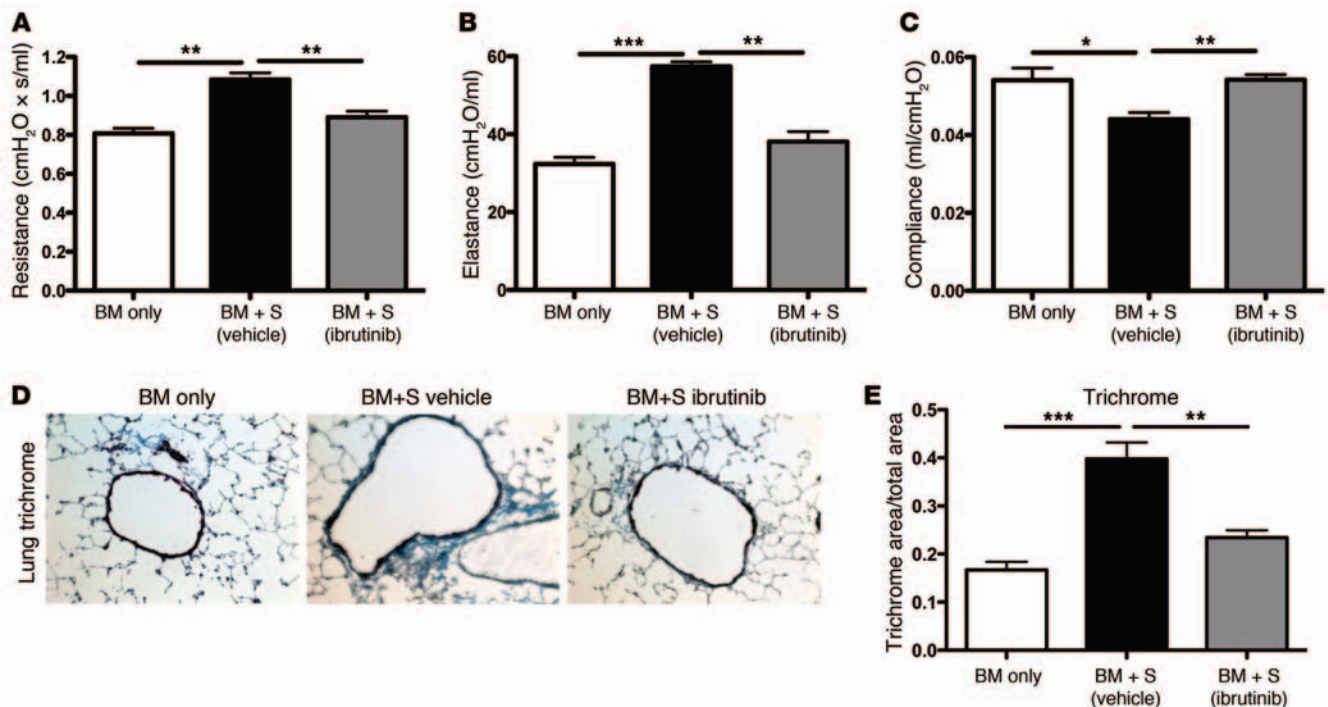 A
Resistance (cmH₂O × s/ml)
1.2
1.0
0.8
0.6
0.4
0.2
0.0
**
**
BM only
BM + S
(vehicle)
BM + S
(ibrutinib)
B
Elastance (cmH₂O/ml)
60
40
20
0
***
**
BM only
BM + S
(vehicle)
BM + S
(ibrutinib)
C
Compliance (ml/cmH₂O)
0.06
0.04
0.02
0.00
*
**
BM only
BM + S
(vehicle)
BM + S
(ibrutinib)
D
BM only
BM+S vehicle
BM+S ibrutinib
Lung trichrome
E
Trichrome
Trichrome area/total area
0.5
0.4
0.3
0.2
0.1
0.0
***
**
BM only
BM + S
(vehicle)
BM + S
(ibrutinib)